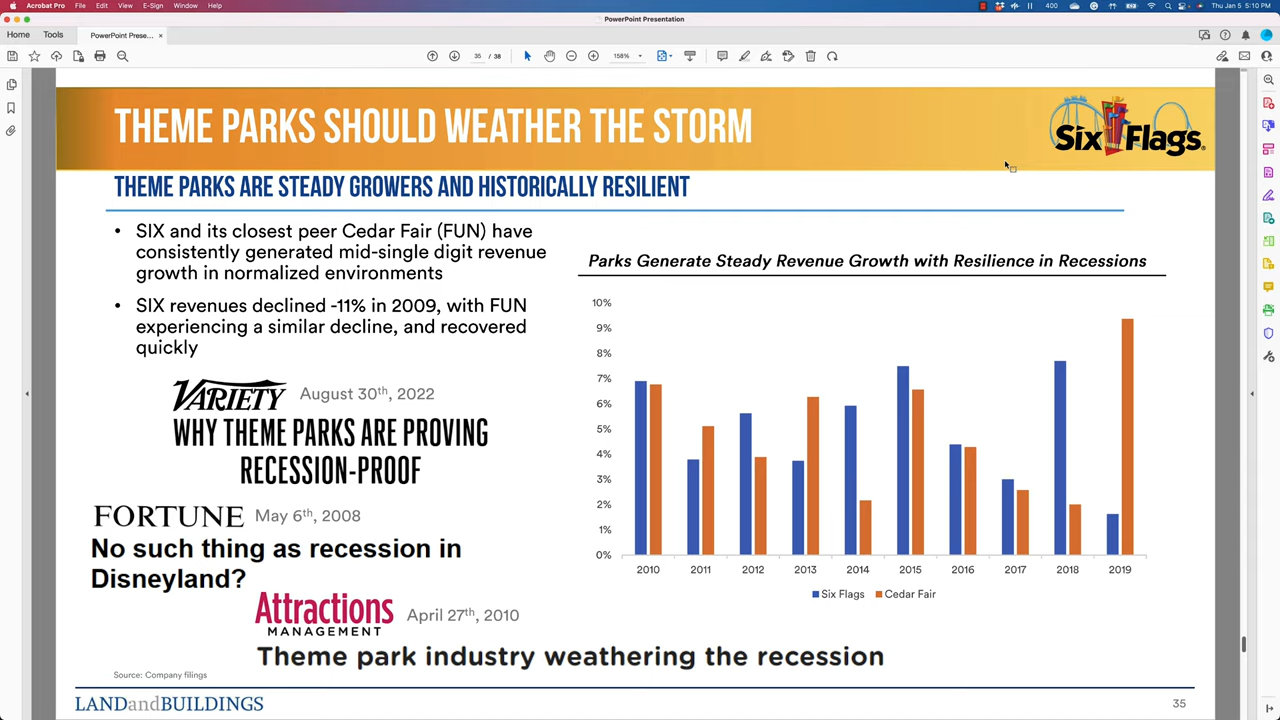 Acrobat Pro File Edit View E-Sign Window Help
400 Thu Jan 5 5:10 PM
PowerPoint Presentation
Home Tools PowerPoint Prese... ×
35 / 38 158%
THEME PARKS SHOULD WEATHER THE STORM
Six Flags
THEME PARKS ARE STEADY GROWERS AND HISTORICALLY RESILIENT
• SIX and its closest peer Cedar Fair (FUN) have
consistently generated mid-single digit revenue
growth in normalized environments
• SIX revenues declined -11% in 2009, with FUN
experiencing a similar decline, and recovered
quickly
VARIETY August 30th, 2022
WHY THEME PARKS ARE PROVING
RECESSION-PROOF
FORTUNE May 6th, 2008
No such thing as recession in
Disneyland?
Attractions
MANAGEMENT April 27th, 2010
Theme park industry weathering the recession
Parks Generate Steady Revenue Growth with Resilience in Recessions
10%
9%
8%
7%
6%
5%
4%
3%
2%
1%
0%
2010 2011 2012 2013 2014 2015 2016 2017 2018 2019
Six Flags Cedar Fair
Source: Company filings
LANDandBUILDINGS 35